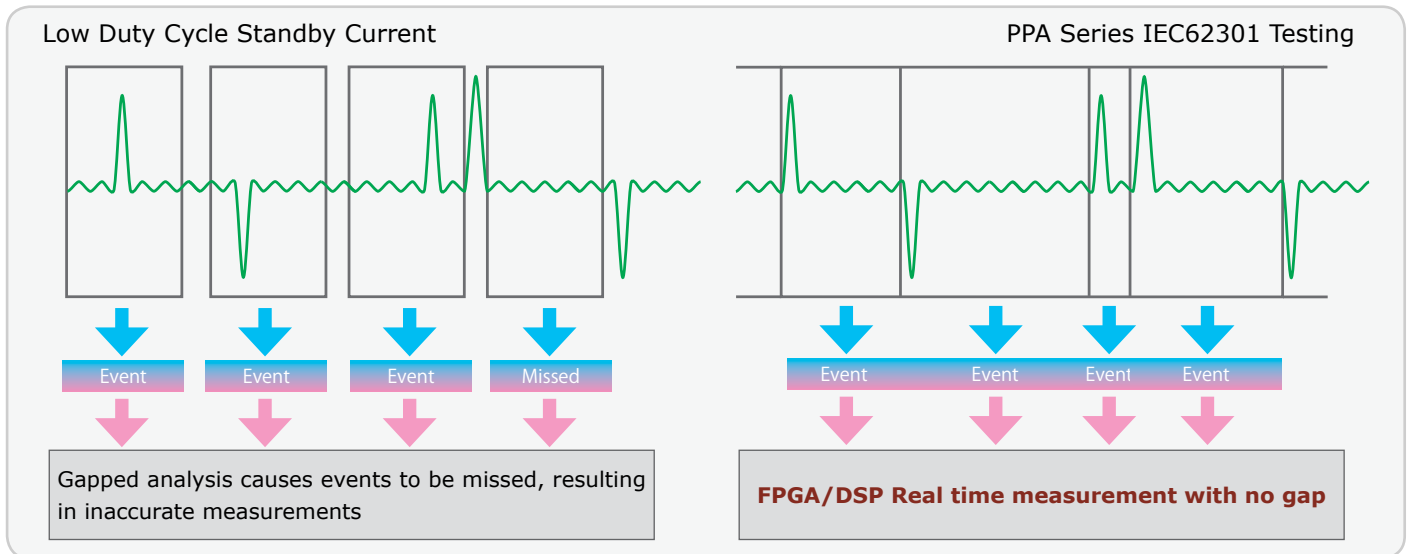 Low Duty Cycle Standby Current
PPA Series IEC62301 Testing
Event
Event
Event
Missed
Event
Event
Event
Event
Gapped analysis causes events to be missed, resulting
in inaccurate measurements
FPGA/DSP Real time measurement with no gap